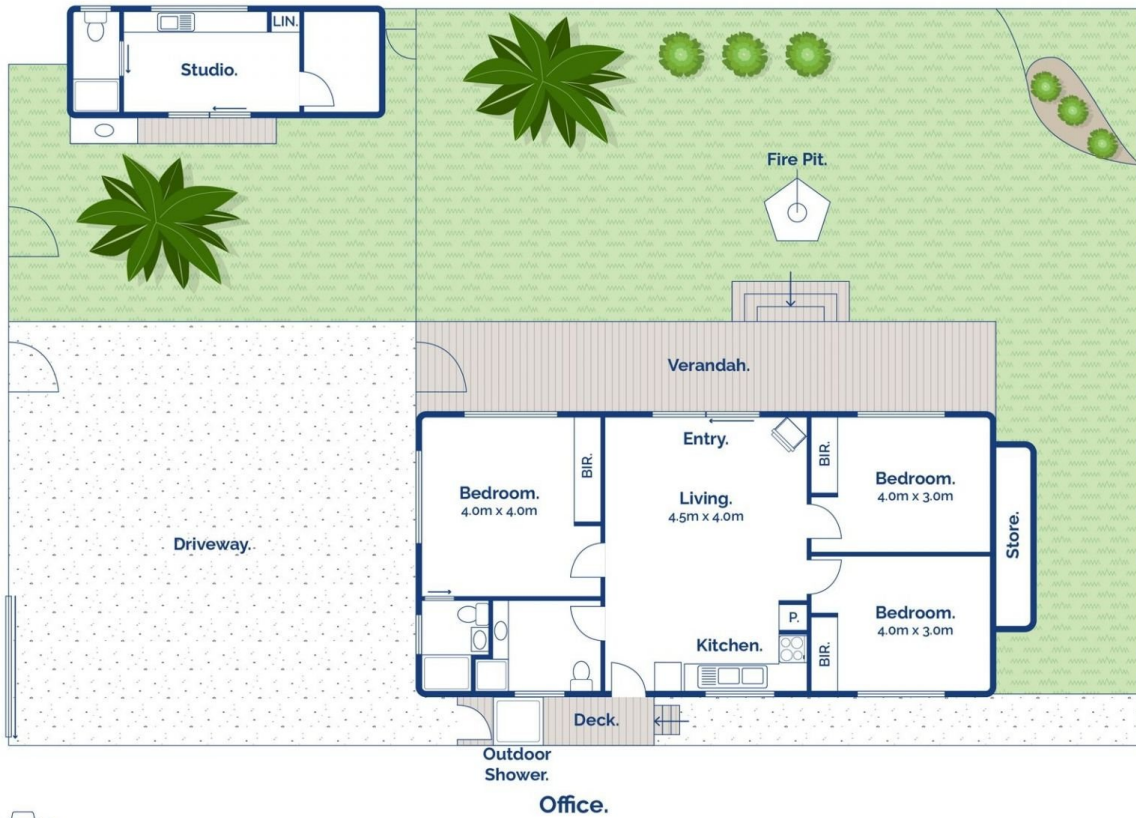 LIN.
Studio.
Fire Pit.
Verandah.
Entry.
BIR.
BIR.
Bedroom.
4.0m x 4.0m
Living.
4.5m x 4.0m
Bedroom.
4.0m x 3.0m
Store.
Driveway.
P.
Bedroom.
4.0m x 3.0m
Kitchen.
BIR.
Deck.
Outdoor
Shower.
Office.